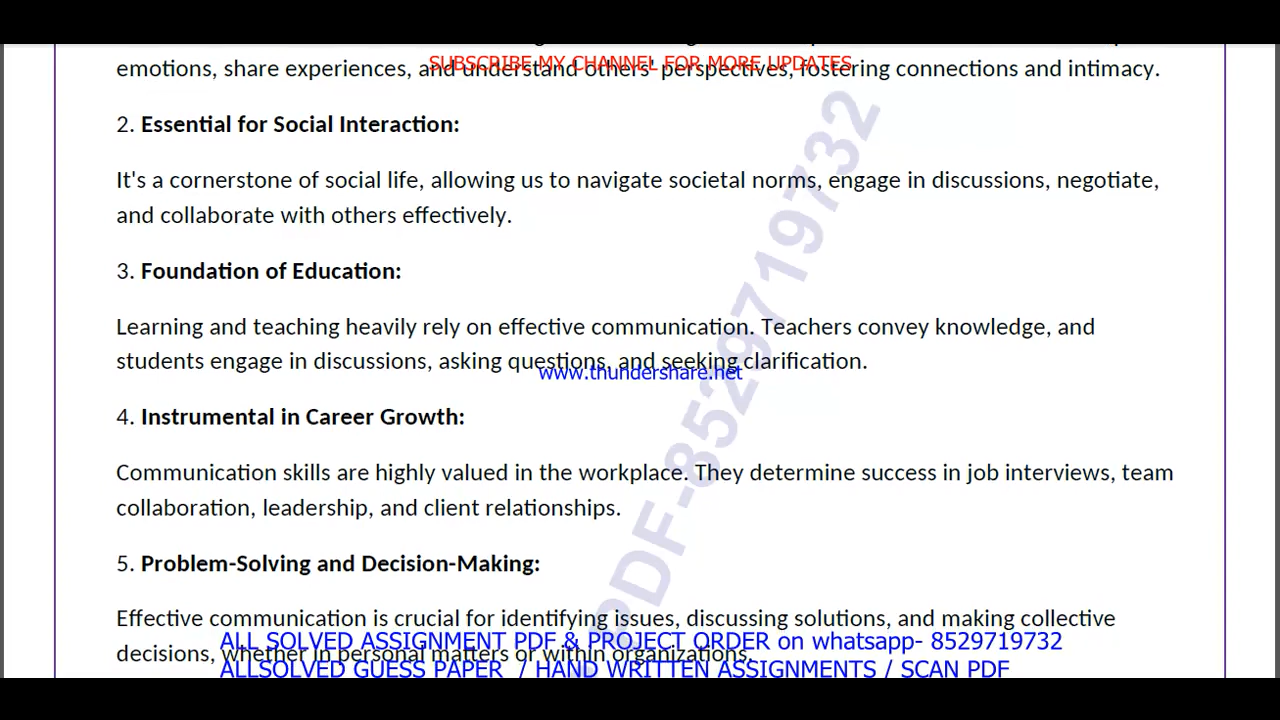 SUBSCRIBE MY CHANNEL FOR MORE UPDATES
emotions, share experiences, and understand others' perspectives, fostering connections and intimacy.
2. Essential for Social Interaction:
It's a cornerstone of social life, allowing us to navigate societal norms, engage in discussions, negotiate,
and collaborate with others effectively.
3. Foundation of Education:
Learning and teaching heavily rely on effective communication. Teachers convey knowledge, and
students engage in discussions, asking questions, and seeking clarification.
www.thundershare.net
4. Instrumental in Career Growth:
Communication skills are highly valued in the workplace. They determine success in job interviews, team
collaboration, leadership, and client relationships.
5. Problem-Solving and Decision-Making:
Effective communication is crucial for identifying issues, discussing solutions, and making collective
ALL SOLVED ASSIGNMENT PDF & PROJECT ORDER on whatsapp- 8529719732
decisions, whether in personal matters or within organizations.
ALLSOLVED GUESS PAPER / HAND WRITTEN ASSIGNMENTS / SCAN PDF
PDF-8529719732